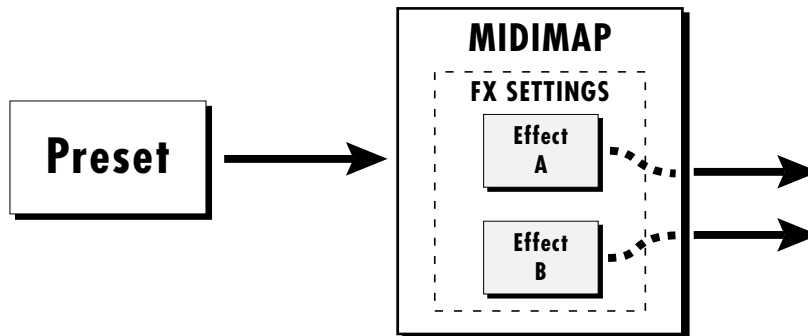 MIDIMAP
FX SETTINGS
Preset
Effect
A
Effect
B